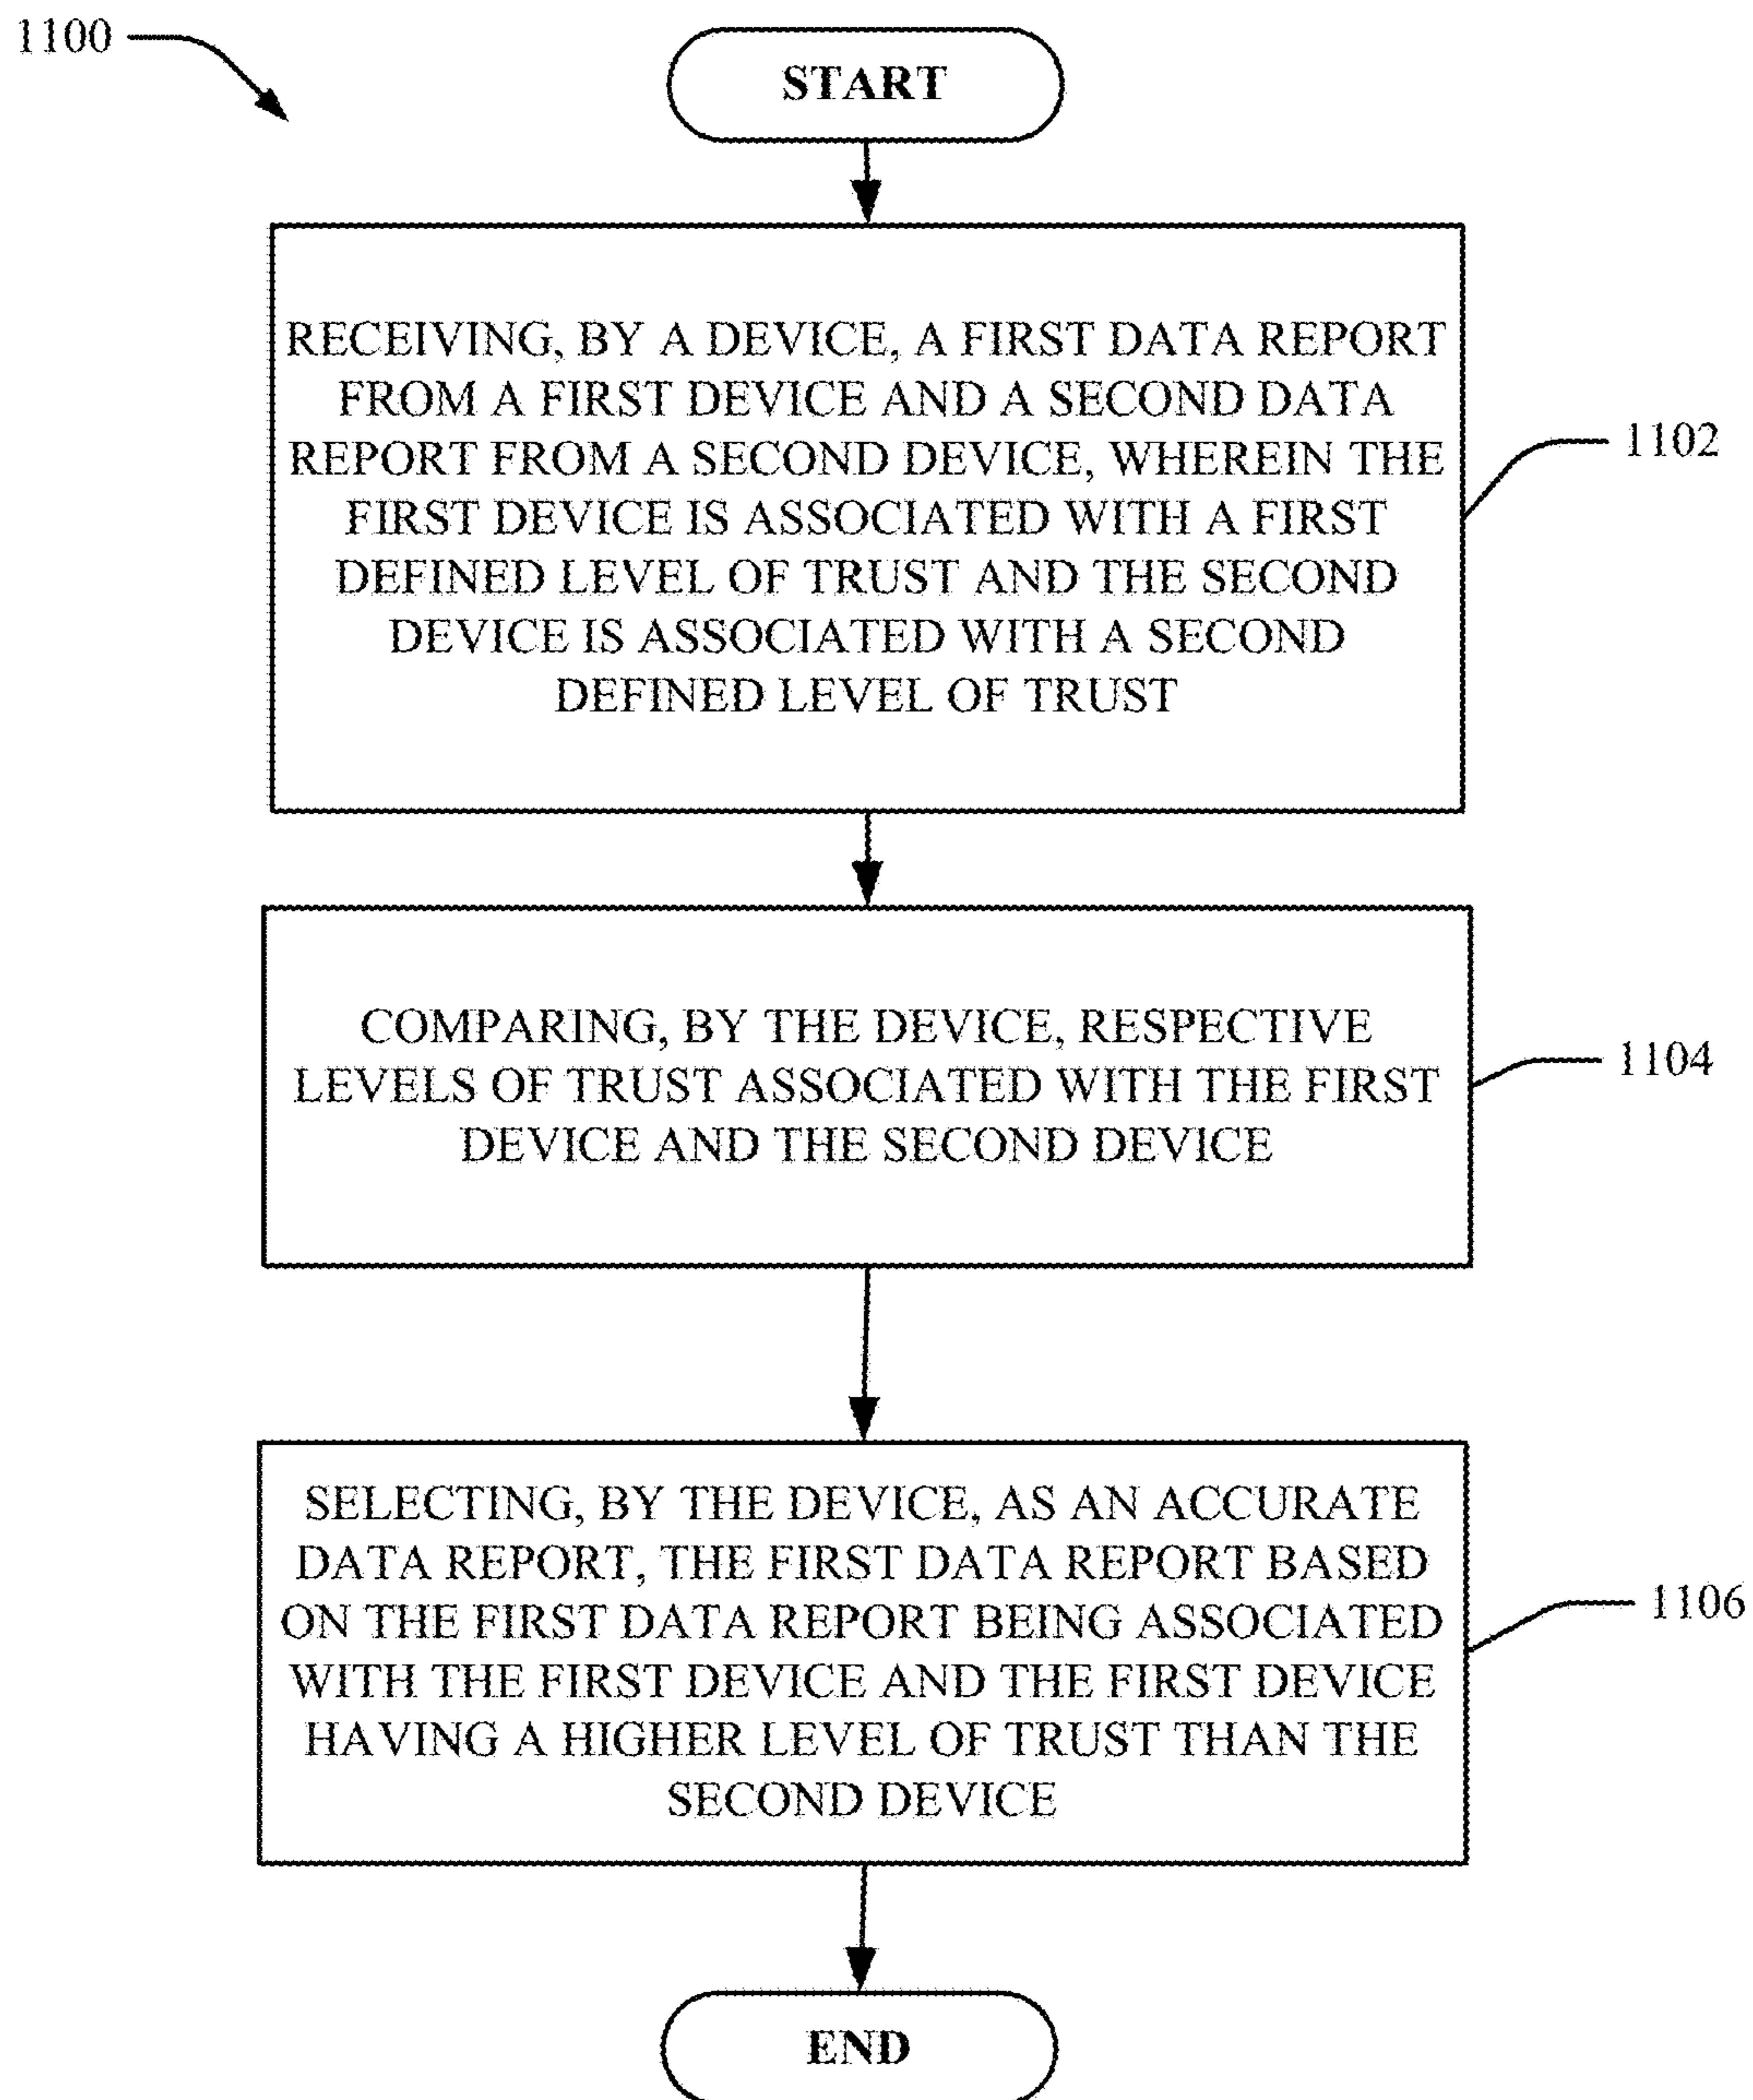 1100
START
RECEIVING, BY A DEVICE, A FIRST DATA REPORT
FROM A FIRST DEVICE AND A SECOND DATA
REPORT FROM A SECOND DEVICE, WHEREIN THE
FIRST DEVICE IS ASSOCIATED WITH A FIRST
DEFINED LEVEL OF TRUST AND THE SECOND
DEVICE IS ASSOCIATED WITH A SECOND
DEFINED LEVEL OF TRUST
1102
COMPARING, BY THE DEVICE, RESPECTIVE
LEVELS OF TRUST ASSOCIATED WITH THE FIRST
DEVICE AND THE SECOND DEVICE
1104
SELECTING, BY THE DEVICE, AS AN ACCURATE
DATA REPORT, THE FIRST DATA REPORT BASED
ON THE FIRST DATA REPORT BEING ASSOCIATED
WITH THE FIRST DEVICE AND THE FIRST DEVICE
HAVING A HIGHER LEVEL OF TRUST THAN THE
SECOND DEVICE
1106
END